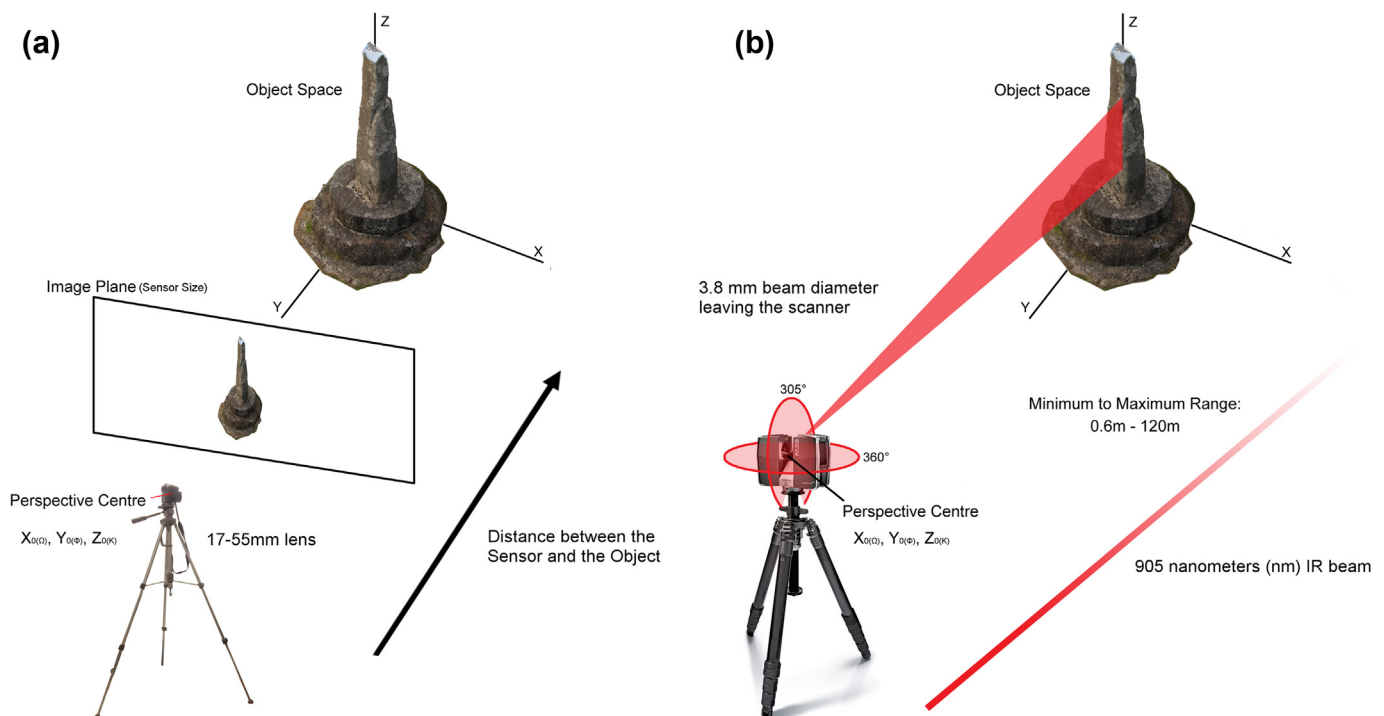 (a)
Z
Object Space
X
Y
Image Plane (Sensor Size)
Perspective Centre
X₀(Ω), Y₀(Φ), Z₀(K)
17-55mm lens
Distance between the
Sensor and the Object
(b)
Z
Object Space
X
Y
3.8 mm beam diameter
leaving the scanner
305°
360°
Minimum to Maximum Range:
0.6m - 120m
Perspective Centre
X₀(Ω), Y₀(Φ), Z₀(K)
905 nanometers (nm) IR beam